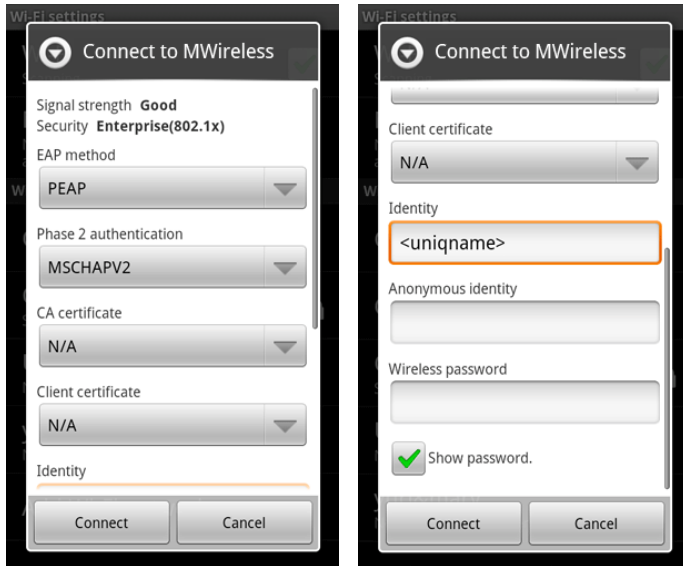 Wi-Fi settings
Connect to MWireless
Signal strength Good
Security Enterprise(802.1x)
EAP method
PEAP
Phase 2 authentication
MSCHAPV2
CA certificate
N/A
Client certificate
N/A
Identity
Connect Cancel
Wi-Fi settings
Connect to MWireless
Client certificate
N/A
Identity
<uniqname>
Anonymous identity
Wireless password
Show password.
Connect Cancel